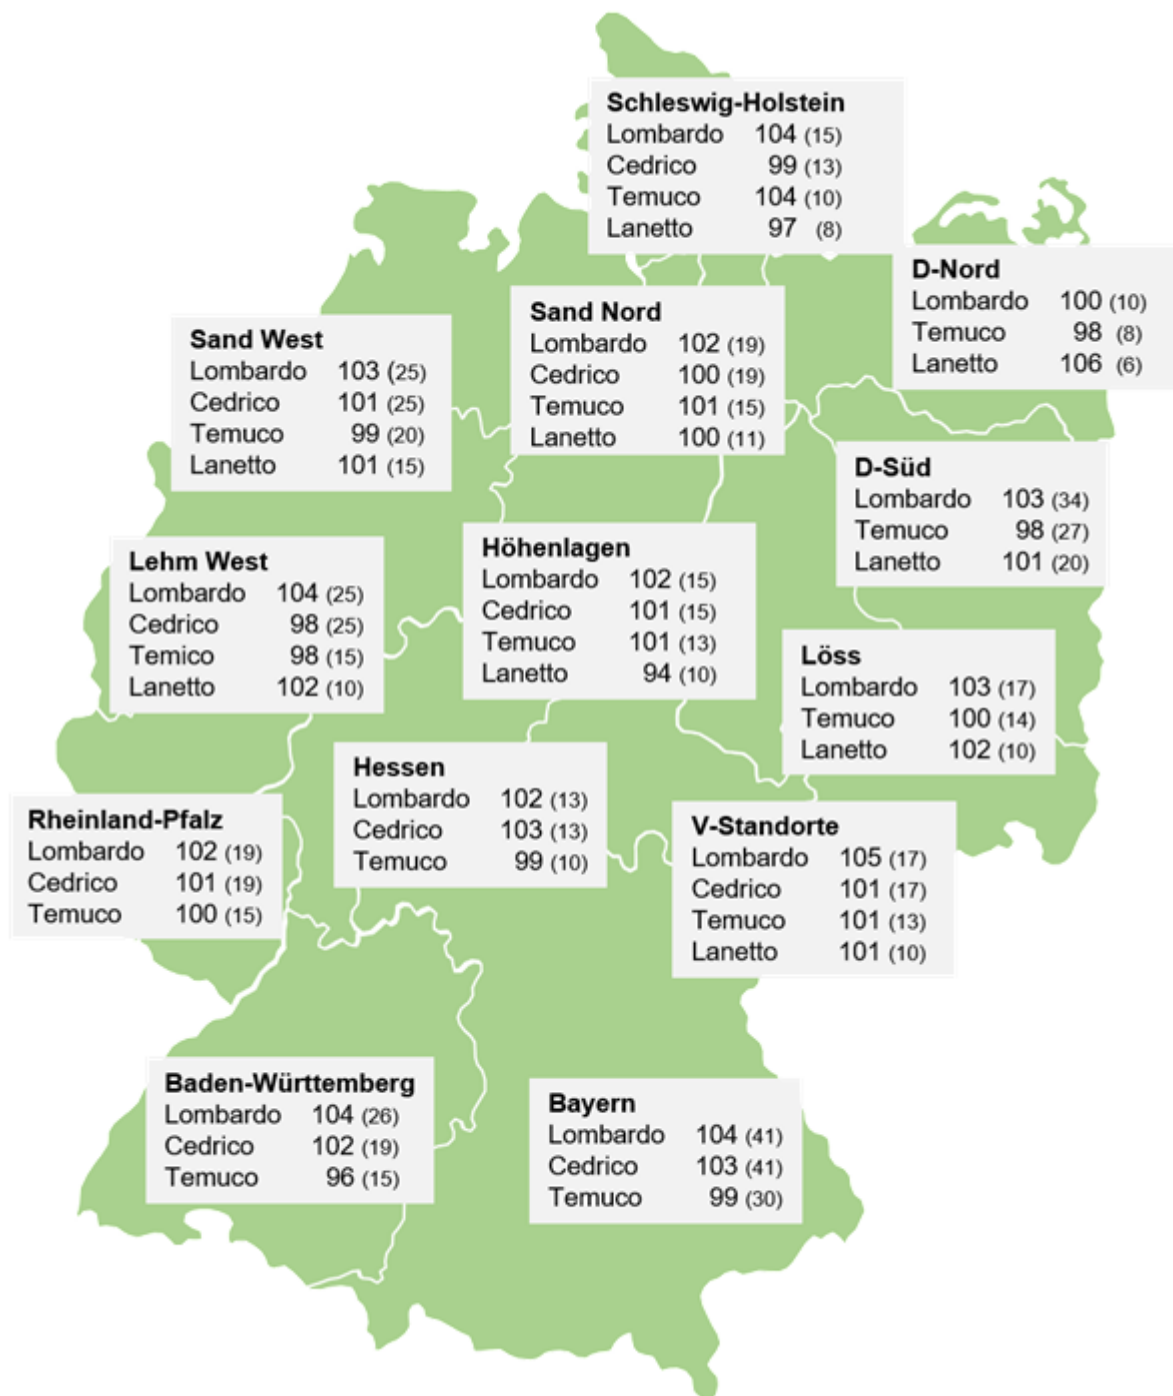 Schleswig-Holstein
Lombardo 104 (15)
Cedrico 99 (13)
Temuco 104 (10)
Lanetto 97 (8)
D-Nord
Lombardo 100 (10)
Temuco 98 (8)
Lanetto 106 (6)
Sand Nord
Lombardo 102 (19)
Cedrico 100 (19)
Temuco 101 (15)
Lanetto 100 (11)
Sand West
Lombardo 103 (25)
Cedrico 101 (25)
Temuco 99 (20)
Lanetto 101 (15)
D-Süd
Lombardo 103 (34)
Temuco 98 (27)
Lanetto 101 (20)
Höhenlagen
Lombardo 102 (15)
Cedrico 101 (15)
Temuco 101 (13)
Lanetto 94 (10)
Lehm West
Lombardo 104 (25)
Cedrico 98 (25)
Temico 98 (15)
Lanetto 102 (10)
Löss
Lombardo 103 (17)
Temuco 100 (14)
Lanetto 102 (10)
Hessen
Lombardo 102 (13)
Cedrico 103 (13)
Temuco 99 (10)
Rheinland-Pfalz
Lombardo 102 (19)
Cedrico 101 (19)
Temuco 100 (15)
V-Standorte
Lombardo 105 (17)
Cedrico 101 (17)
Temuco 101 (13)
Lanetto 101 (10)
Baden-Württemberg
Lombardo 104 (26)
Cedrico 102 (19)
Temuco 96 (15)
Bayern
Lombardo 104 (41)
Cedrico 103 (41)
Temuco 99 (30)